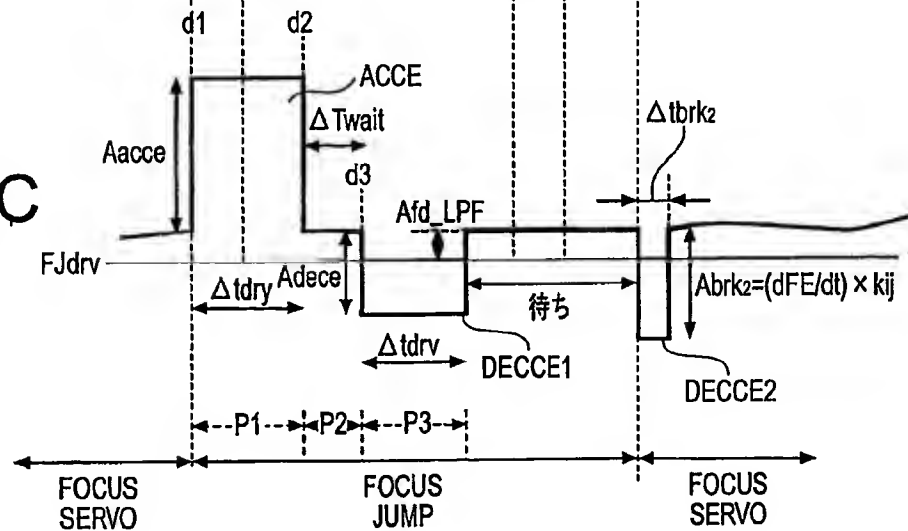 d1
d2
ACCE
ΔTwait
Aacce
d3
Δtbrk2
C
Afd_LPF
FJdrv
Adece
Δtdry
待ち
Abrk2=(dFE/dt) × kij
Δtdrv
DECCE1
DECCE2
P1
P2
P3
FOCUS
SERVO
FOCUS
JUMP
FOCUS
SERVO